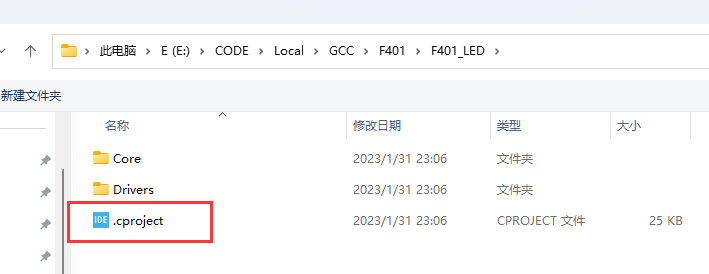 此电脑 > E (E:) > CODE > Local > GCC > F401 > F401_LED >
新建文件夹
名称 修改日期 类型 大小
Core 2023/1/31 23:06 文件夹
Drivers 2023/1/31 23:06 文件夹
IDE .cproject 2023/1/31 23:06 CPROJECT 文件 25 KB